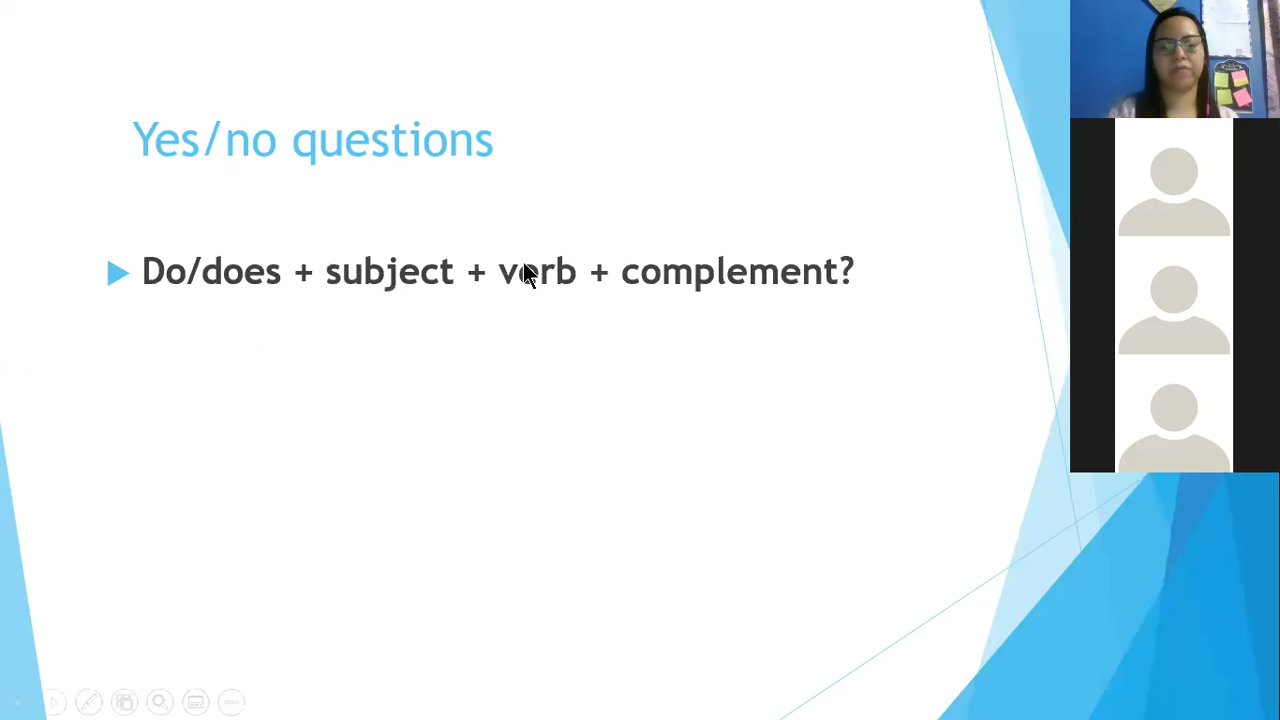 Yes/no questions
Do/does + subject + verb + complement?